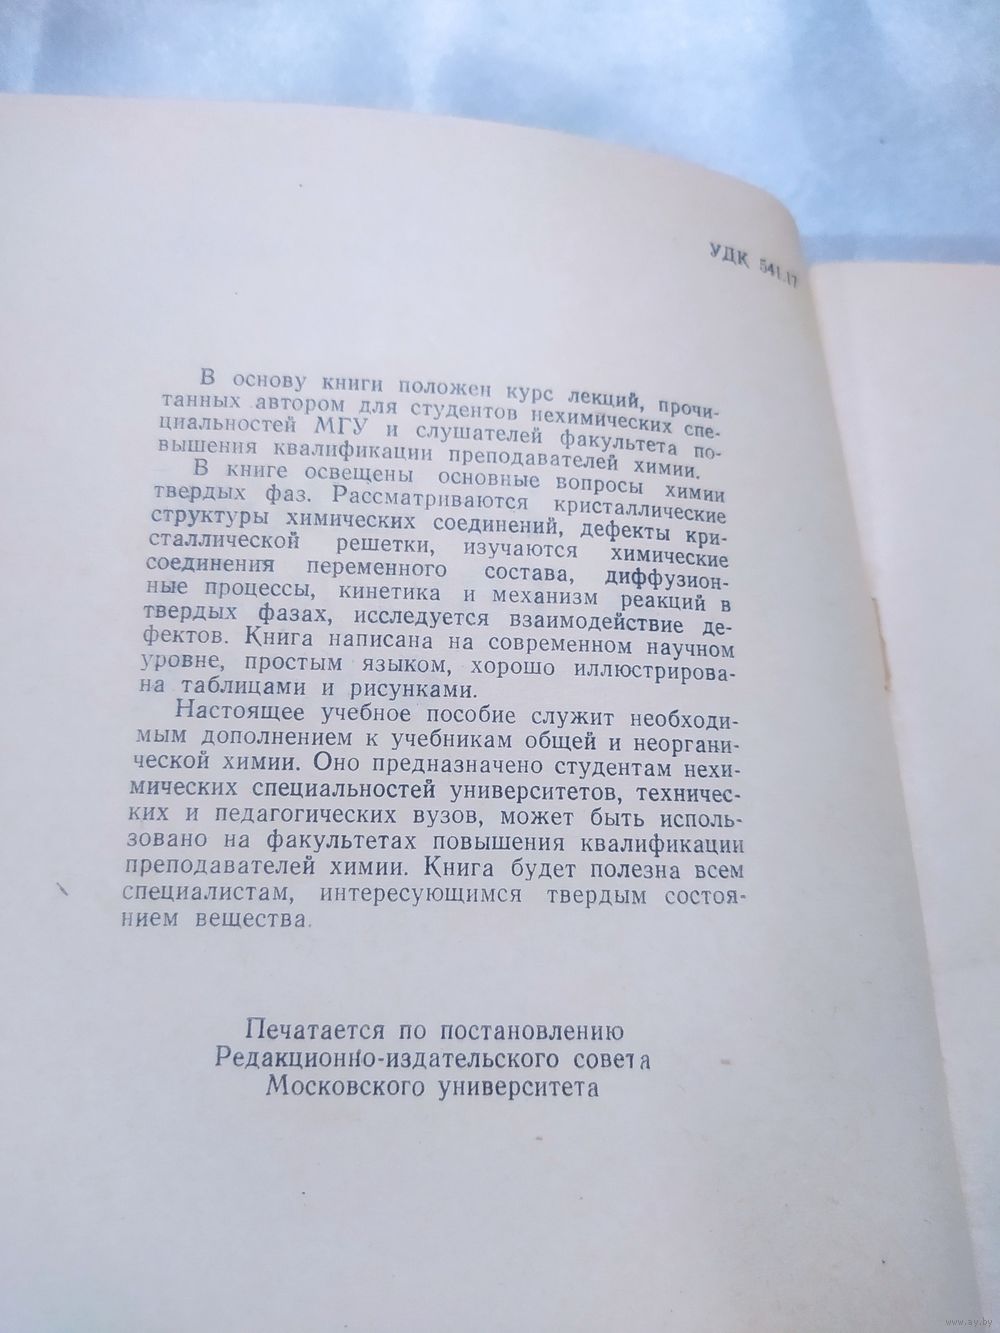 УДК 541.17
В основу книги положен курс лекций, прочи-
танных автором для студентов нехимических спе-
циальностей МГУ и слушателей факультета по-
вышения квалификации преподавателей химии.
В книге освещены основные вопросы химии
твердых фаз. Рассматриваются кристаллические
структуры химических соединений, дефекты кри-
сталлической решетки, изучаются химические
соединения переменного состава, диффузион-
ные процессы, кинетика и механизм реакций в
твердых фазах, исследуется взаимодействие де-
фектов. Книга написана на современном научном
уровне, простым языком, хорошо иллюстрирова-
на таблицами и рисунками.
Настоящее учебное пособие служит необходи-
мым дополнением к учебникам общей и неоргани-
ческой химии. Оно предназначено студентам нехи-
мических специальностей университетов, техничес-
ких и педагогических вузов, может быть исполь-
зовано на факультетах повышения квалификации
преподавателей химии. Книга будет полезна всем
специалистам, интересующимся твердым состоя-
нием вещества.
Печатается по постановлению
Редакционно-издательского совета
Московского университета
www.ay.by